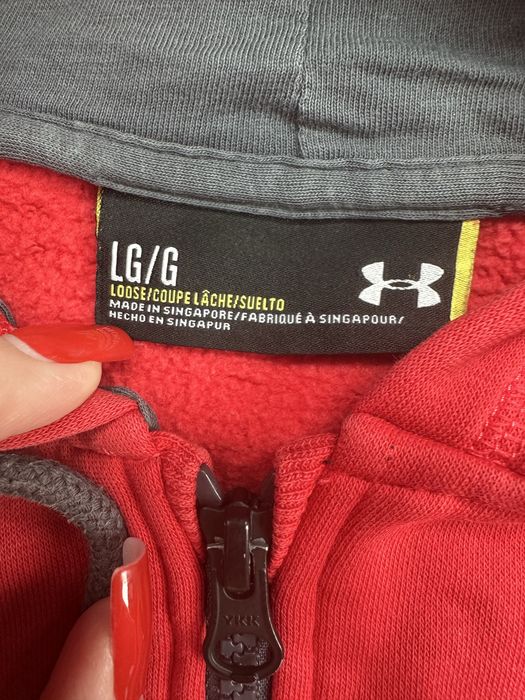 LG/G
LOOSE/COUPE LÂCHE/SUELTO
MADE IN SINGAPORE/FABRIQUÉ À SINGAPOUR/
HECHO EN SINGAPUR
YKK